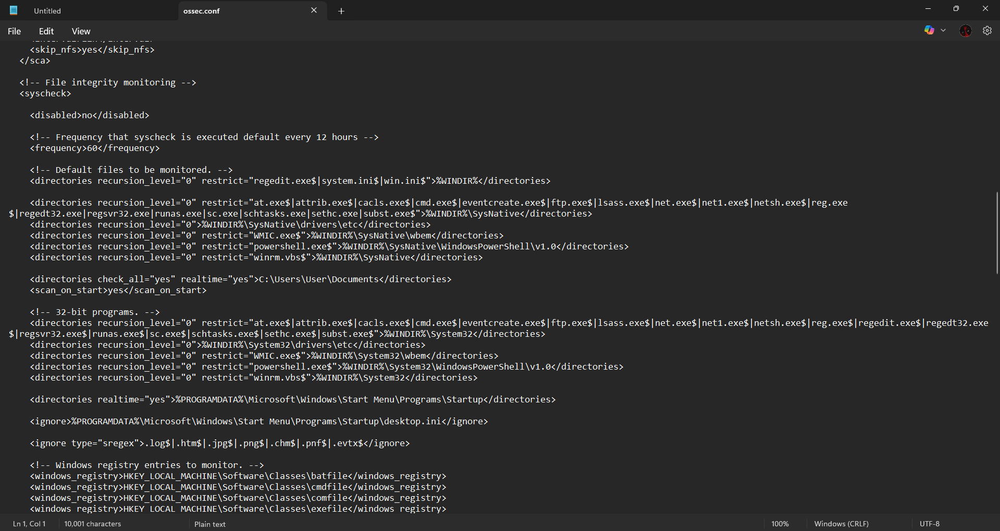 Untitled
ossec.conf
File Edit View
<skip_nfs>yes</skip_nfs>
</sca>
<!-- File integrity monitoring -->
<syscheck>
<disabled>no</disabled>
<!-- Frequency that syscheck is executed default every 12 hours -->
<frequency>60</frequency>
<!-- Default files to be monitored. -->
<directories recursion_level="0" restrict="regedit.exe$|system.ini$|win.ini$">%WINDIR%</directories>
<directories recursion_level="0" restrict="at.exe$|attrib.exe$|cacls.exe$|cmd.exe$|eventcreate.exe$|ftp.exe$|lsass.exe$|net.exe$|net1.exe$|netsh.exe$|reg.exe
$|regedt32.exe|regsvr32.exe|runas.exe|sc.exe|schtasks.exe|sethc.exe|subst.exe$">%WINDIR%\SysNative</directories>
<directories recursion_level="0">%WINDIR%\SysNative\drivers\etc</directories>
<directories recursion_level="0" restrict="WMIC.exe$">%WINDIR%\SysNative\wbem</directories>
<directories recursion_level="0" restrict="powershell.exe$">%WINDIR%\SysNative\WindowsPowerShell\v1.0</directories>
<directories recursion_level="0" restrict="winrm.vbs$">%WINDIR%\SysNative</directories>
<directories check_all="yes" realtime="yes">C:\Users\User\Documents</directories>
<scan_on_start>yes</scan_on_start>
<!-- 32-bit programs. -->
<directories recursion_level="0" restrict="at.exe$|attrib.exe$|cacls.exe$|cmd.exe$|eventcreate.exe$|ftp.exe$|lsass.exe$|net.exe$|net1.exe$|netsh.exe$|reg.exe$|regedit.exe$|regedt32.exe
$|regsvr32.exe$|runas.exe$|sc.exe$|schtasks.exe$|sethc.exe$|subst.exe$">%WINDIR%\System32</directories>
<directories recursion_level="0">%WINDIR%\System32\drivers\etc</directories>
<directories recursion_level="0" restrict="WMIC.exe$">%WINDIR%\System32\wbem</directories>
<directories recursion_level="0" restrict="powershell.exe$">%WINDIR%\System32\WindowsPowerShell\v1.0</directories>
<directories recursion_level="0" restrict="winrm.vbs$">%WINDIR%\System32</directories>
<directories realtime="yes">%PROGRAMDATA%\Microsoft\Windows\Start Menu\Programs\Startup</directories>
<ignore>%PROGRAMDATA%\Microsoft\Windows\Start Menu\Programs\Startup\desktop.ini</ignore>
<ignore type="sregex">.log$|.htm$|.jpg$|.png$|.chm$|.pnf$|.evtx$</ignore>
<!-- Windows registry entries to monitor. -->
<windows_registry>HKEY_LOCAL_MACHINE\Software\Classes\batfile</windows_registry>
<windows_registry>HKEY_LOCAL_MACHINE\Software\Classes\cmdfile</windows_registry>
<windows_registry>HKEY_LOCAL_MACHINE\Software\Classes\comfile</windows_registry>
<windows_registry>HKEY_LOCAL_MACHINE\Software\Classes\exefile</windows_registry>
Ln 1, Col 1 10,001 characters Plain text 100% Windows (CRLF) UTF-8